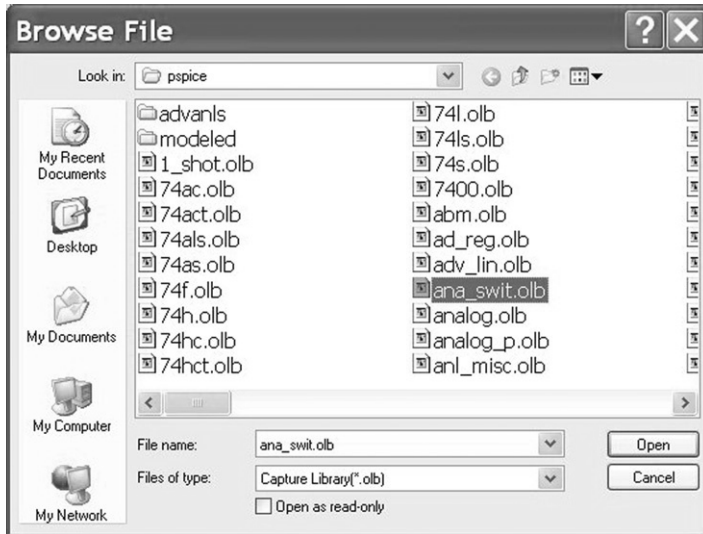 Browse File
Look in: pspice
My Recent Documents
Desktop
My Documents
My Computer
My Network
advanls
modeled
1_shot.olb
74ac.olb
74act.olb
74als.olb
74as.olb
74f.olb
74h.olb
74hc.olb
74hct.olb
74l.olb
74ls.olb
74s.olb
7400.olb
abm.olb
ad_reg.olb
adv_lin.olb
ana_swit.olb
analog.olb
analog_p.olb
anl_misc.olb
File name: ana_swit.olb Open
Files of type: Capture Library(*.olb) Cancel
Open as read-only